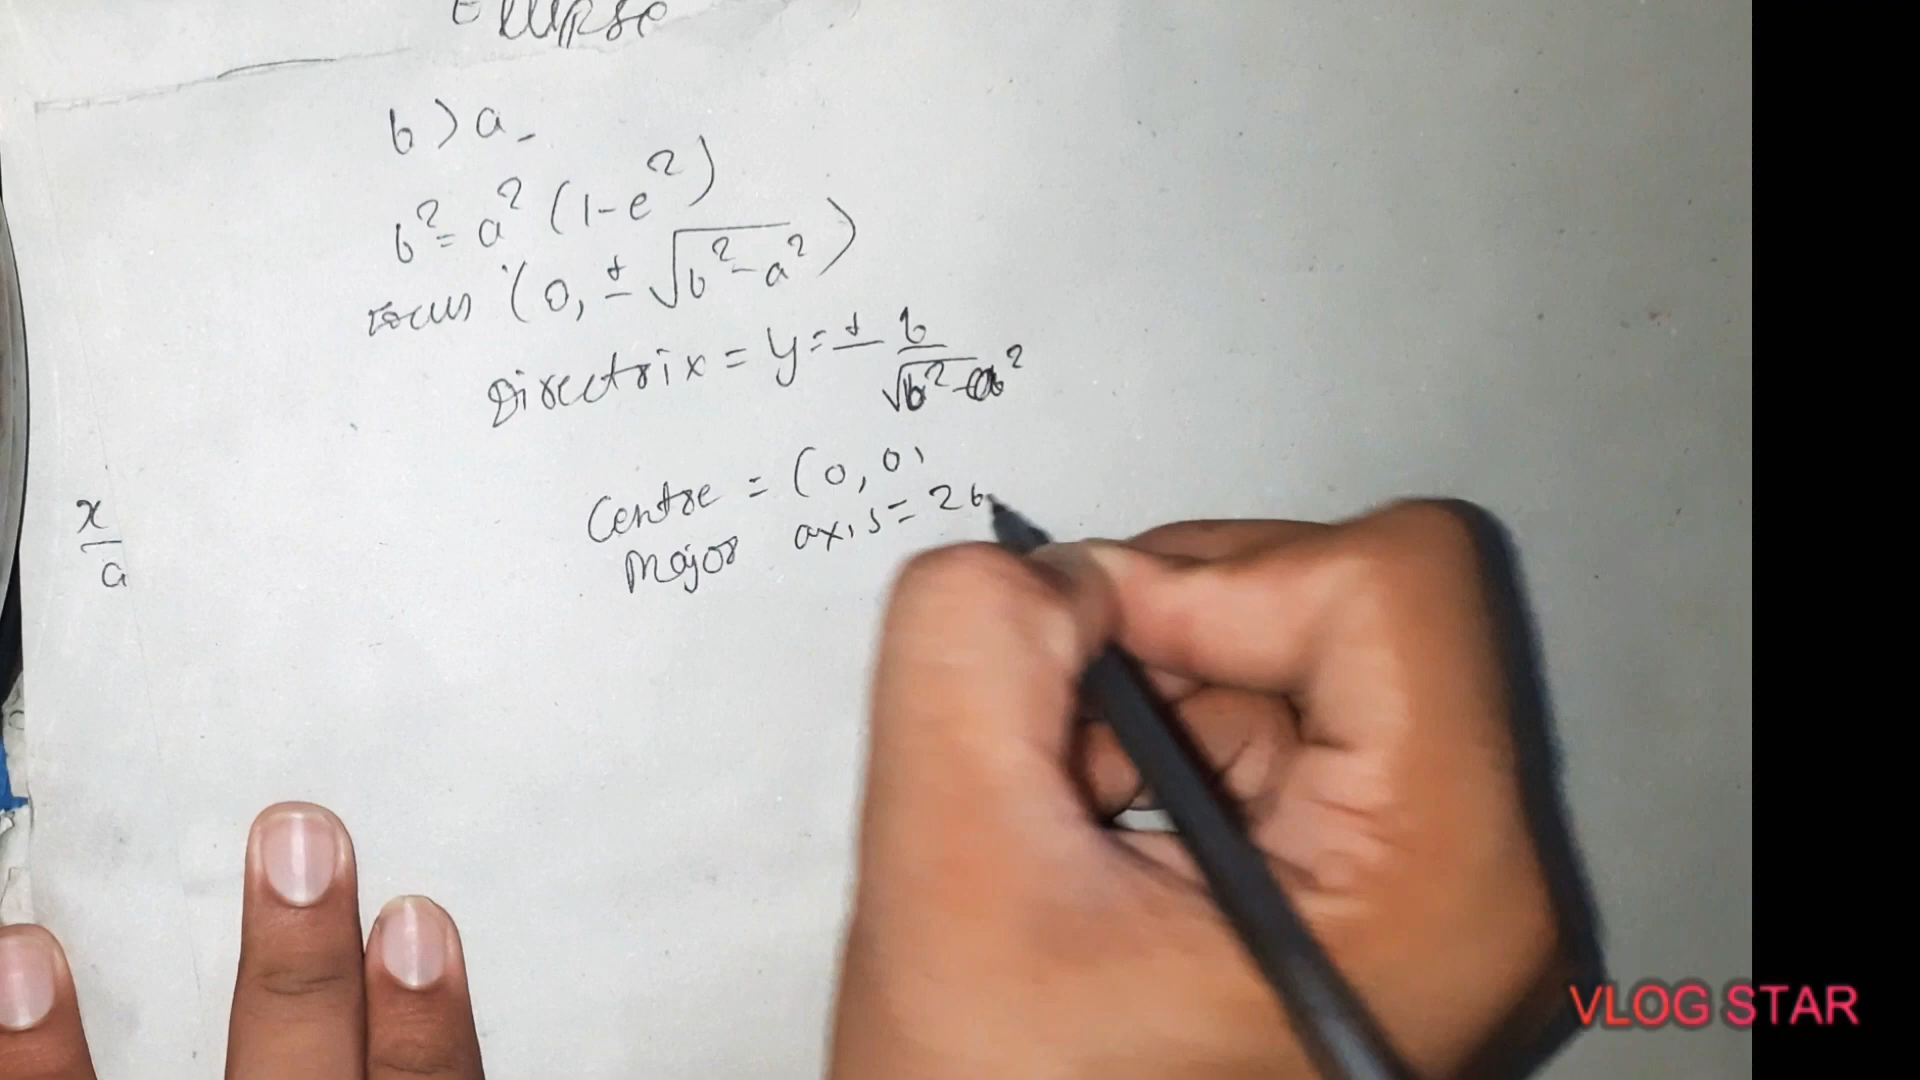 Ellipse
b > a -
b² = a² (1-e²)
Focus (0, ± √b²-a²)
Directrix = y = ± b/√b²-a²
Centre = (0, 0,
Major axis = 2b
x/a
VLOG STAR